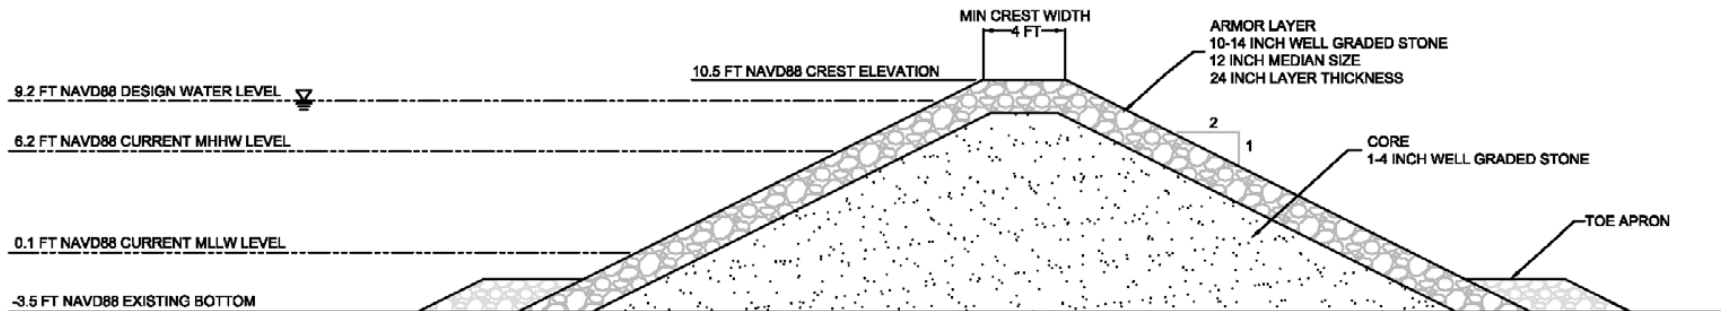 MIN CREST WIDTH
4 FT
ARMOR LAYER
10-14 INCH WELL GRADED STONE
12 INCH MEDIAN SIZE
24 INCH LAYER THICKNESS
10.5 FT NAVD88 CREST ELEVATION
9.2 FT NAVD88 DESIGN WATER LEVEL
2
1
6.2 FT NAVD88 CURRENT MHHW LEVEL
CORE
1-4 INCH WELL GRADED STONE
TOE APRON
0.1 FT NAVD88 CURRENT MLLW LEVEL
-3.5 FT NAVD88 EXISTING BOTTOM